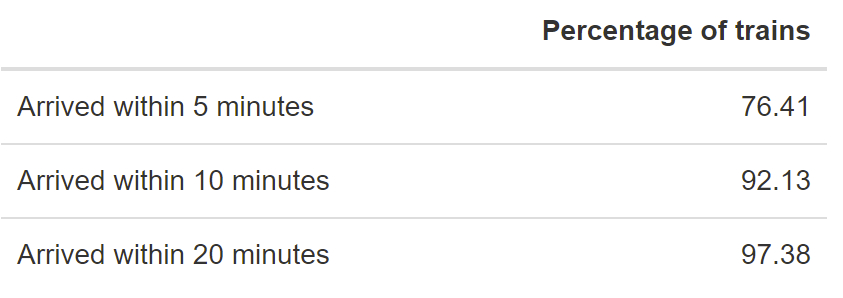 Percentage of trains
Arrived within 5 minutes 76.41
Arrived within 10 minutes 92.13
Arrived within 20 minutes 97.38